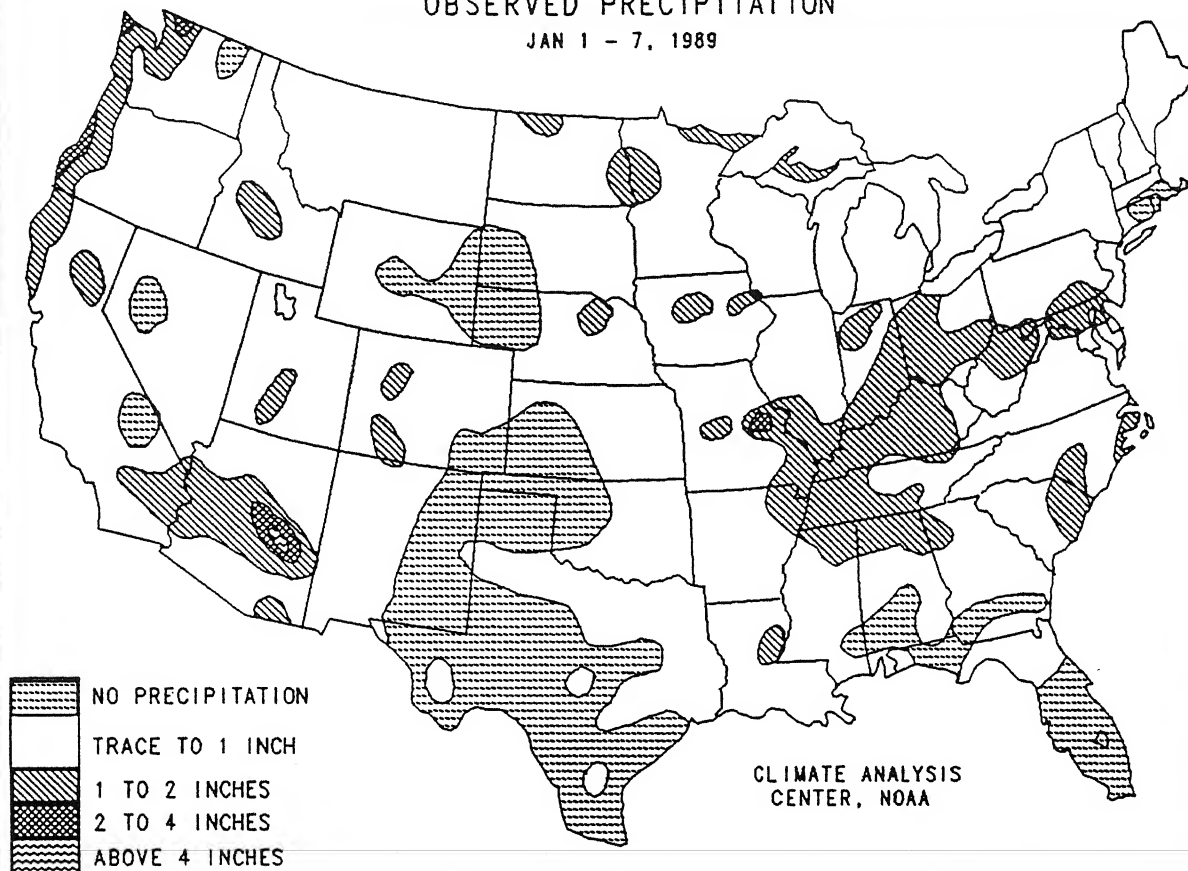 OBSERVED PRECIPITATION
JAN 1 - 7, 1989
NO PRECIPITATION
TRACE TO 1 INCH
1 TO 2 INCHES
2 TO 4 INCHES
ABOVE 4 INCHES
CLIMATE ANALYSIS
CENTER, NOAA